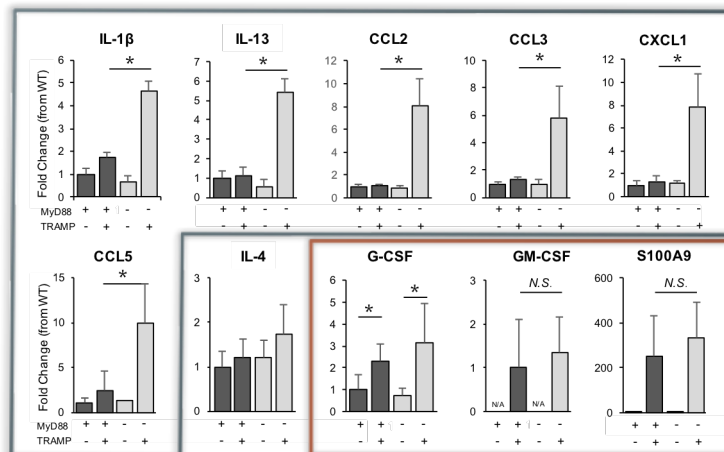 IL-1β IL-13 CCL2 CCL3 CXCL1
Fold Change (from WT)
6 5 4 3 2 1 0
*
7 6 5 4 3 2 1 0
*
12 10 8 6 4 2 0
*
10 8 6 4 2 0
*
12 10 8 6 4 2 0
*
MyD88 + + - - + + - - + + - - + + - - + + - -
TRAMP - + - + - + - + - + - + - + - + - + - +
CCL5 IL-4 G-CSF GM-CSF S100A9
Fold Change (from WT)
15 10 5 0
*
3 2 1 0
6 5 4 3 2 1 0
* *
3 2 1 0
N.S.
N/A N/A
600 400 200 0
N.S.
MyD88 + + - - + + - - + + - - + + - - + + - -
TRAMP - + - + - + - + - + - + - + - + - + - +